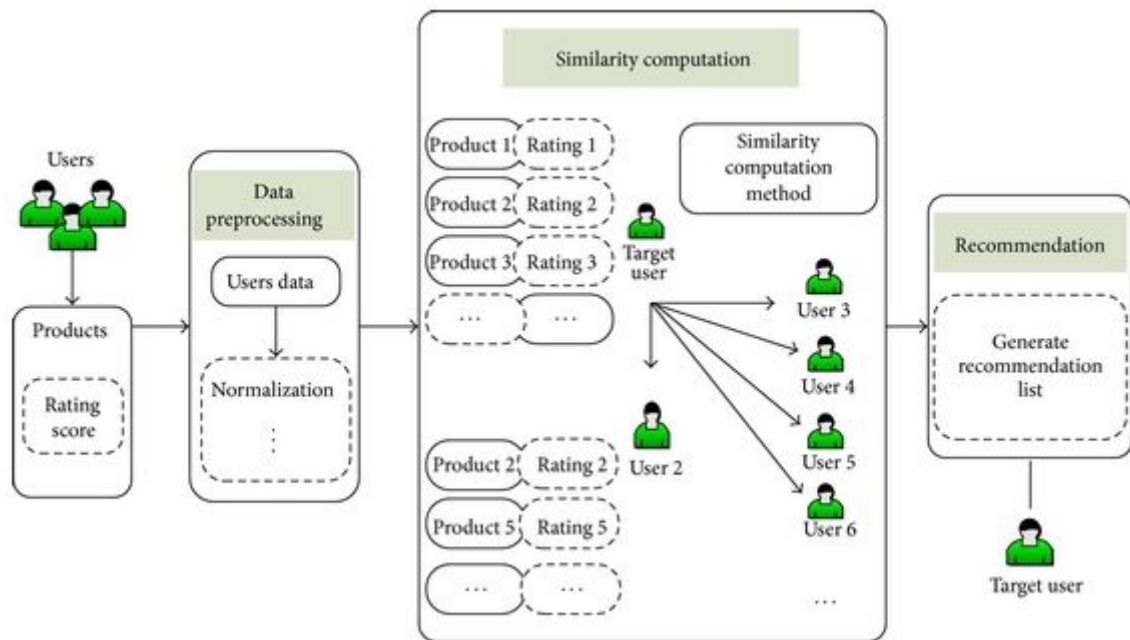 Users
Products
Rating
score
Data
preprocessing
Users data
Normalization
⋮
Similarity computation
Product 1 Rating 1
Product 2 Rating 2
Product 3 Rating 3
... ...
Target
user
Similarity
computation
method
User 3
User 4
User 5
User 6
...
User 2
Product 2 Rating 2
Product 5 Rating 5
... ...
Recommendation
Generate
recommendation
list
Target user